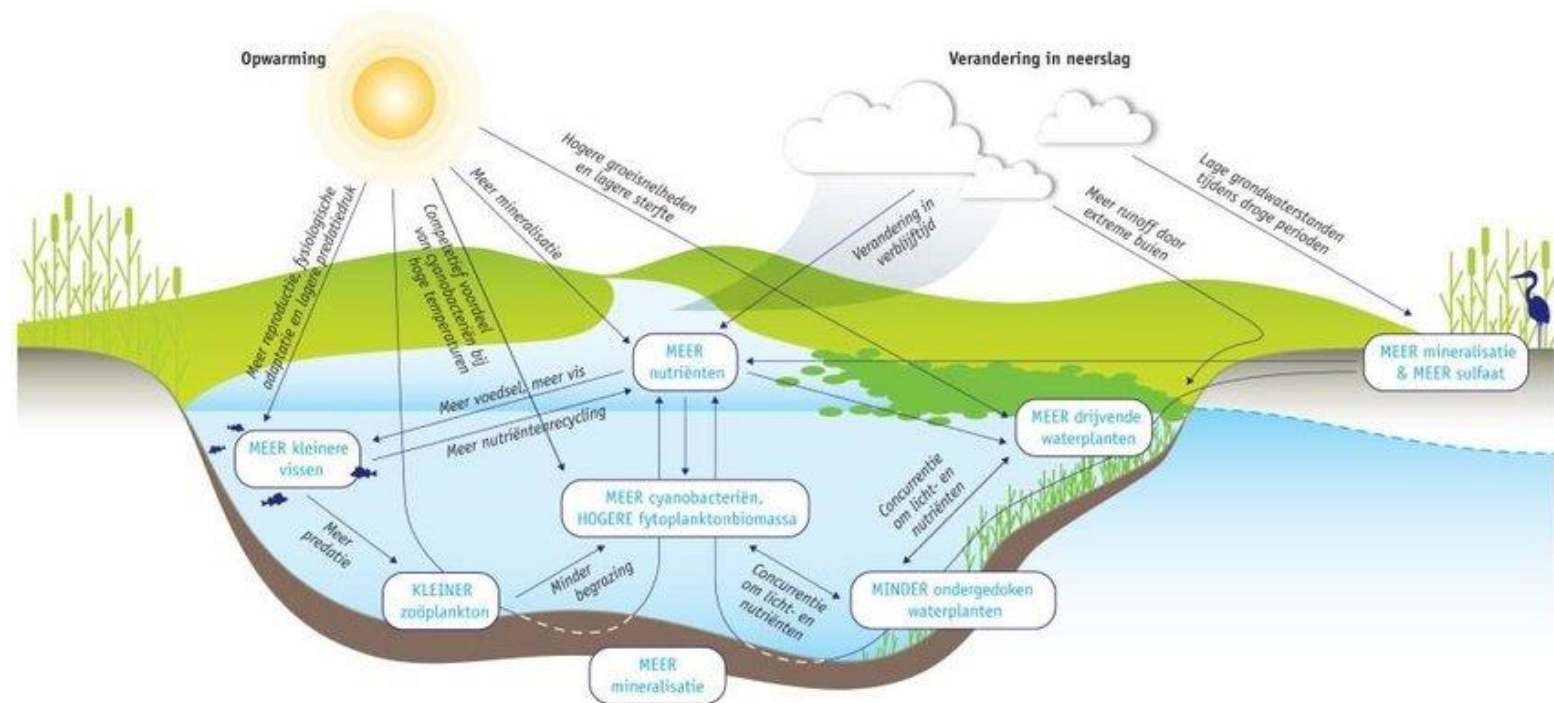 Opwarming
Verandering in neerslag
Meer reproductie, fysiologische
adaptatie en lagere predatiedruk
Competetief voordeel
van cyanobacteriën bij
hoge temperaturen
Meer mineralisatie
Hogere groeisnelheden
en lagere sterfte
Verandering in
verblijftijd
Meer runoff door
extreme buien
Lage grondwaterstanden
tijdens droge perioden
MEER
nutriënten
MEER mineralisatie
& MEER sulfaat
Meer voedsel, meer vis
Meer nutriëntenrecycling
MEER kleinere
vissen
MEER drijvende
waterplanten
MEER cyanobacteriën,
HOGERE fytoplanktonbiomassa
Concurrentie
om licht- en
nutriënten
Meer
predatie
KLEINER
zoöplankton
Minder
begrazing
Concurrentie
om licht- en
nutriënten
MINDER ondergedoken
waterplanten
MEER
mineralisatie